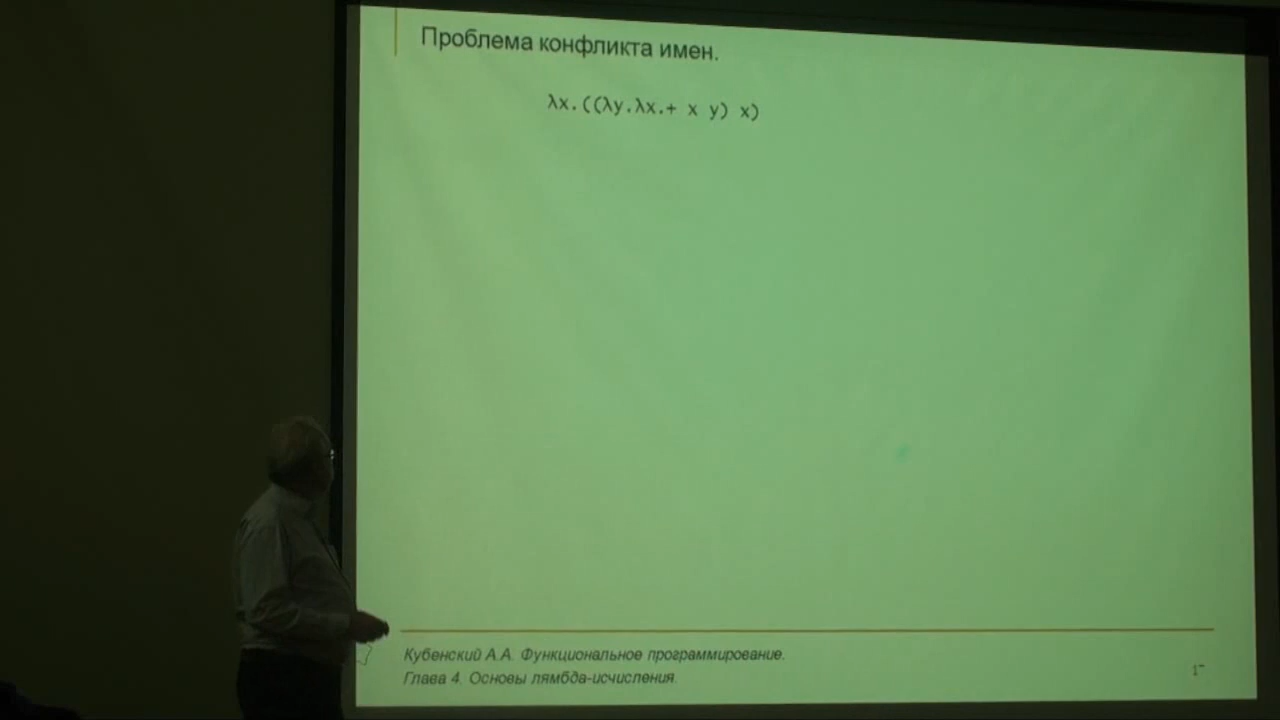 Проблема конфликта имен.
λx.((λy.λx.+ x y) x)
Кубенский А.А. Функциональное программирование.
Глава 4. Основы лямбда-исчисления.